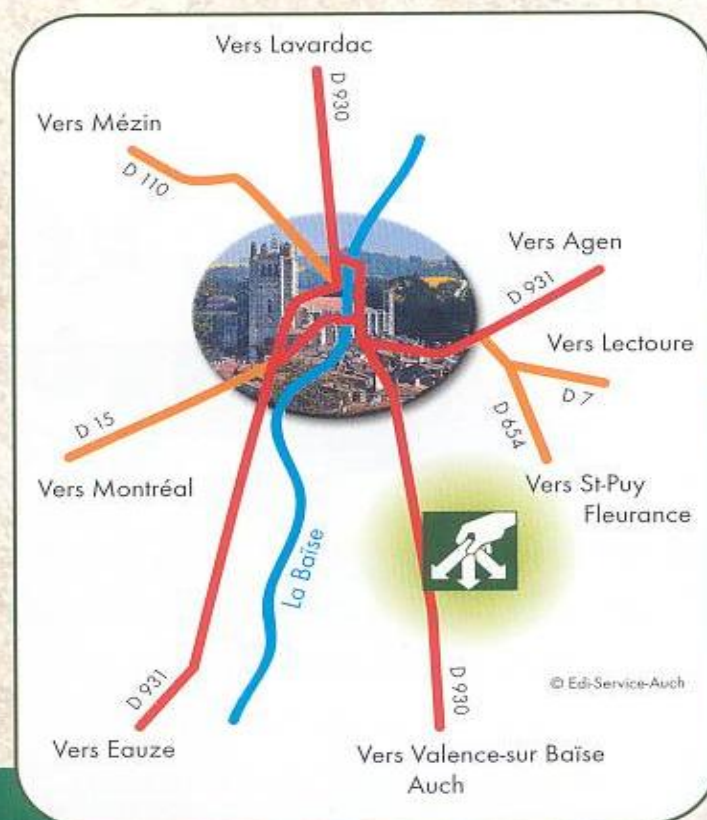 Vers Lavardac
D 930
Vers Mézin
D 110
Vers Agen
D 931
Vers Lectoure
D 7
D 15
D 654
Vers Montréal
Vers St-Puy
Fleurance
La Baïse
D 931
D 930
© Edi-Service-Auch
Vers Eauze
Vers Valence-sur Baïse
Auch